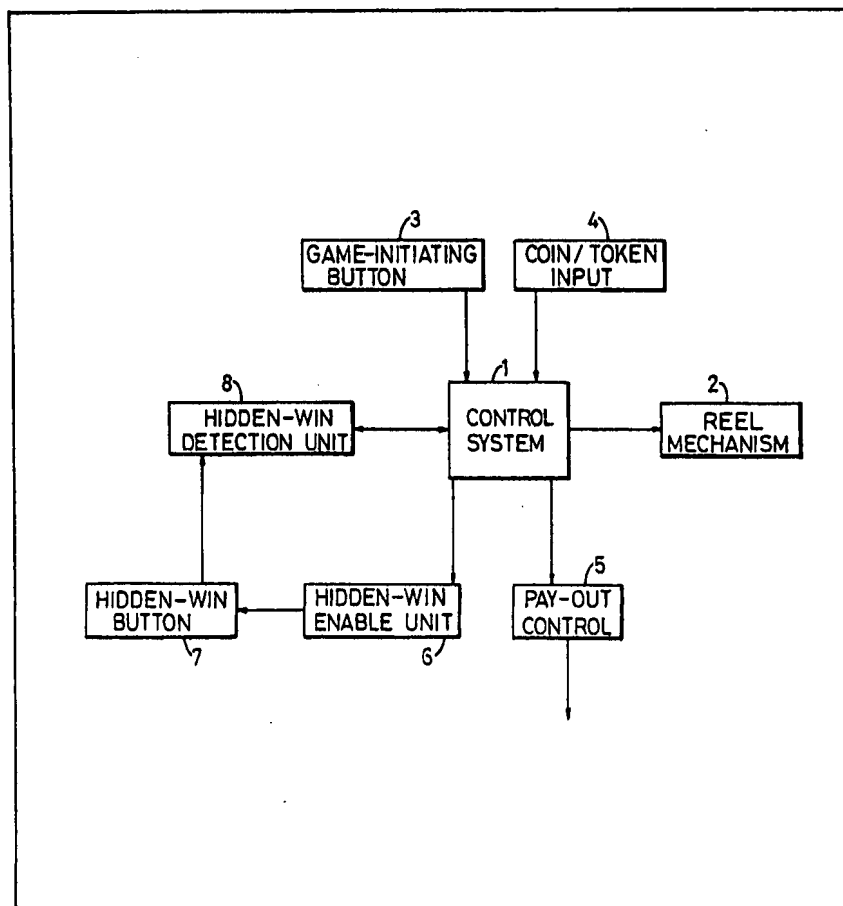 3
GAME-INITIATING
BUTTON
4
COIN/TOKEN
INPUT
1
CONTROL
SYSTEM
8
HIDDEN-WIN
DETECTION UNIT
2
REEL
MECHANISM
HIDDEN-WIN
BUTTON
7
HIDDEN-WIN
ENABLE UNIT
6
5
PAY-OUT
CONTROL